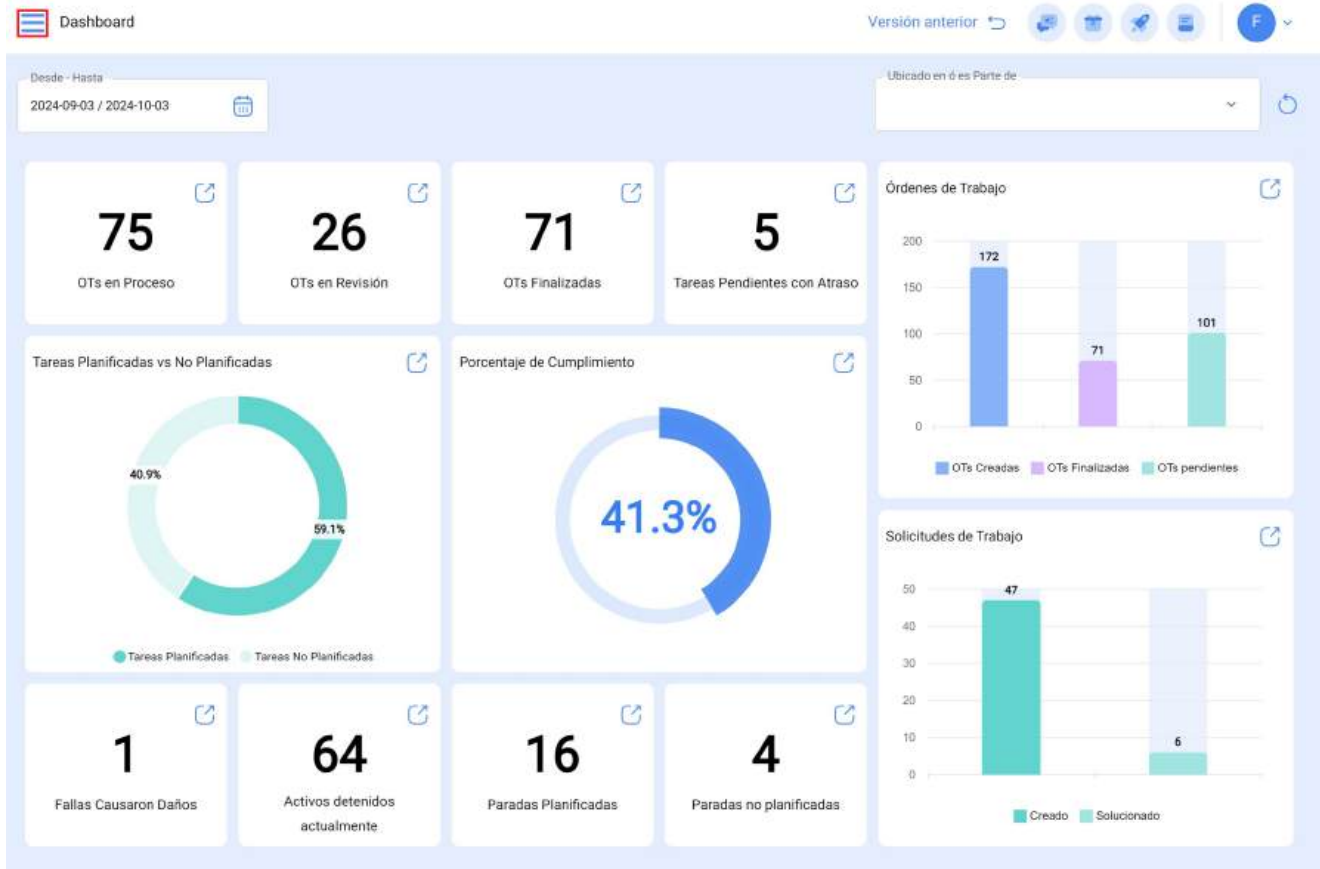 Dashboard
Versión anterior
F
Desde - Hasta
2024-09-03 / 2024-10-03
Ubicado en ó es Parte de
75
OTs en Proceso
26
OTs en Revisión
71
OTs Finalizadas
5
Tareas Pendientes con Atraso
Órdenes de Trabajo
200
150
100
50
0
172
71
101
OTs Creadas
OTs Finalizadas
OTs pendientes
Tareas Planificadas vs No Planificadas
40.9%
59.1%
Tareas Planificadas
Tareas No Planificadas
Porcentaje de Cumplimiento
41.3%
Solicitudes de Trabajo
50
40
30
20
10
0
47
6
Creado
Solucionado
1
Fallas Causaron Daños
64
Activos detenidos
actualmente
16
Paradas Planificadas
4
Paradas no planificadas